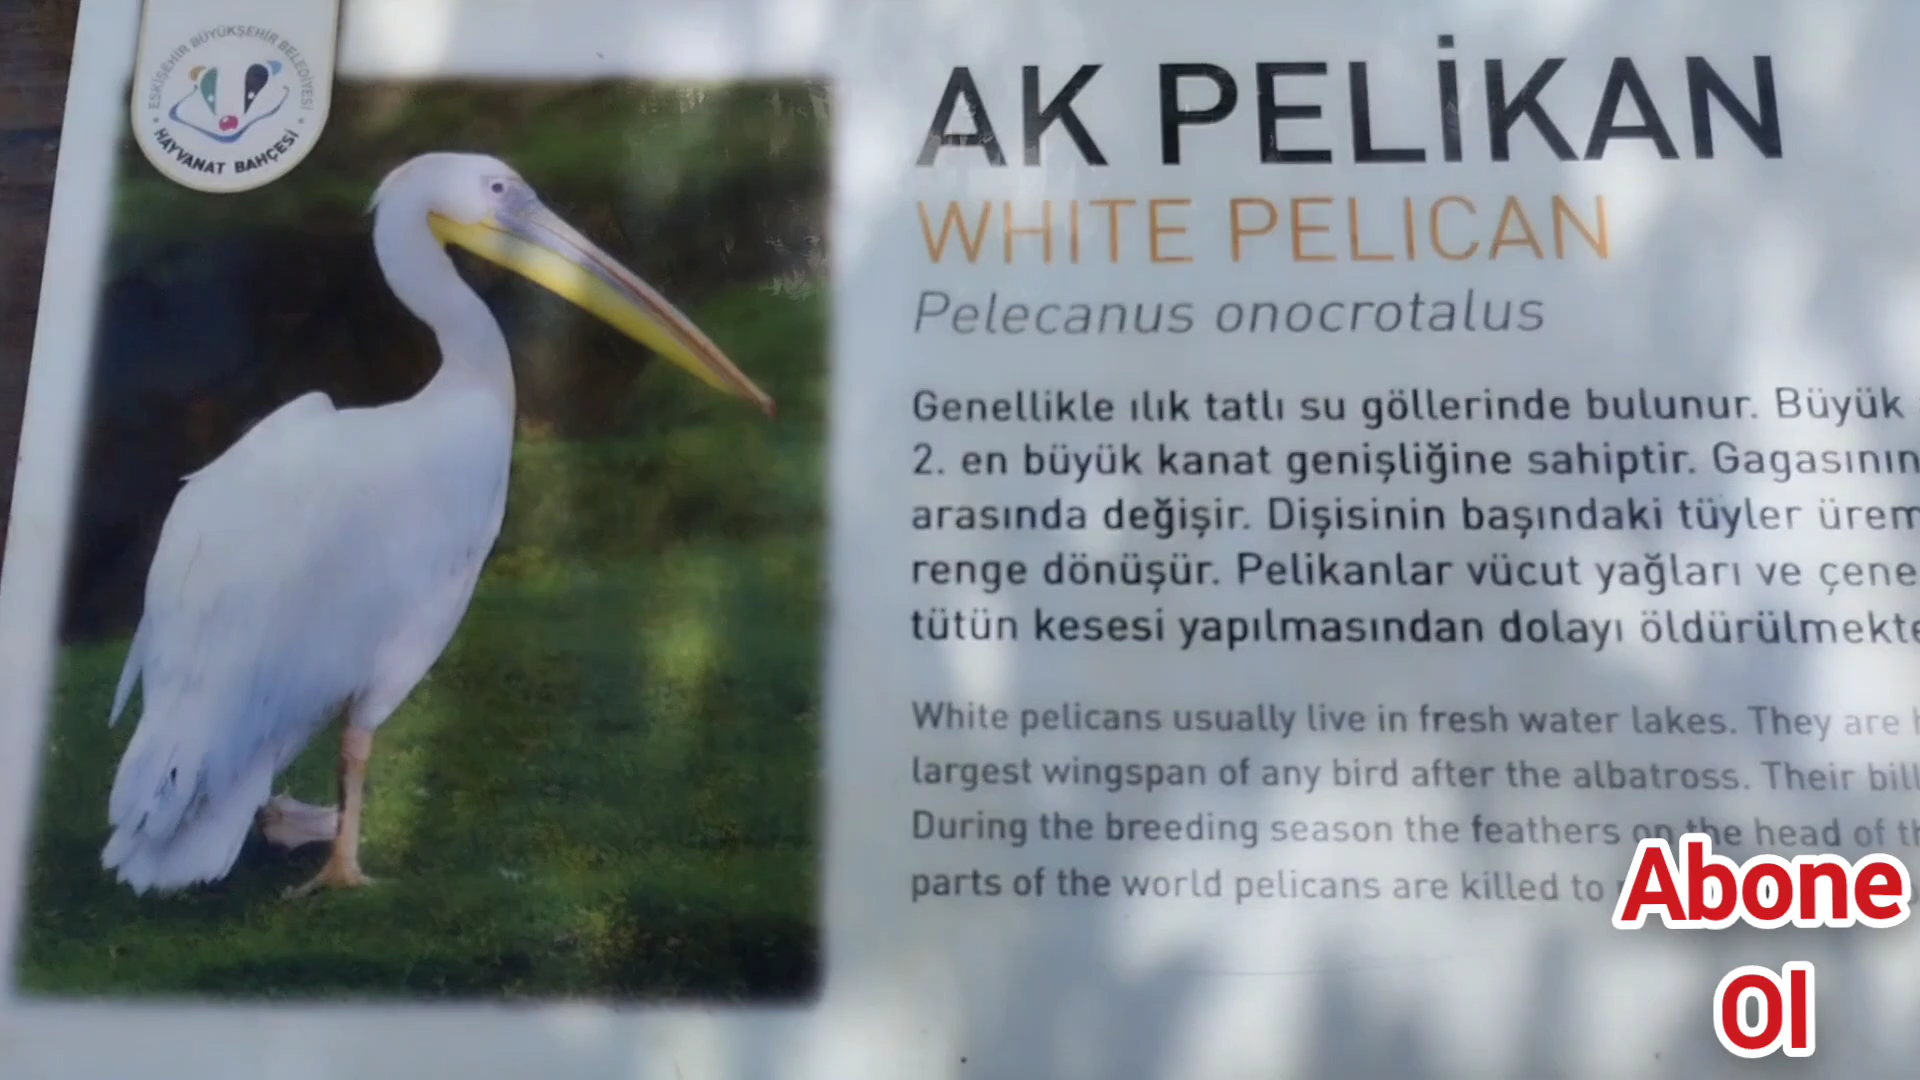 ESKİŞEHİR BÜYÜKŞEHİR BELEDİYESİ
HAYVANAT BAHÇESİ
AK PELİKAN
WHITE PELICAN
Pelecanus onocrotalus
Genellikle ılık tatlı su göllerinde bulunur. Büyük
2. en büyük kanat genişliğine sahiptir. Gagasının
arasında değişir. Dişisinin başındaki tüyler ürem
renge dönüşür. Pelikanlar vücut yağları ve çene
tütün kesesi yapılmasından dolayı öldürülmekte
White pelicans usually live in fresh water lakes. They are
largest wingspan of any bird after the albatross. Their bill
During the breeding season the feathers on the head of th
parts of the world pelicans are killed to
Abone
Ol